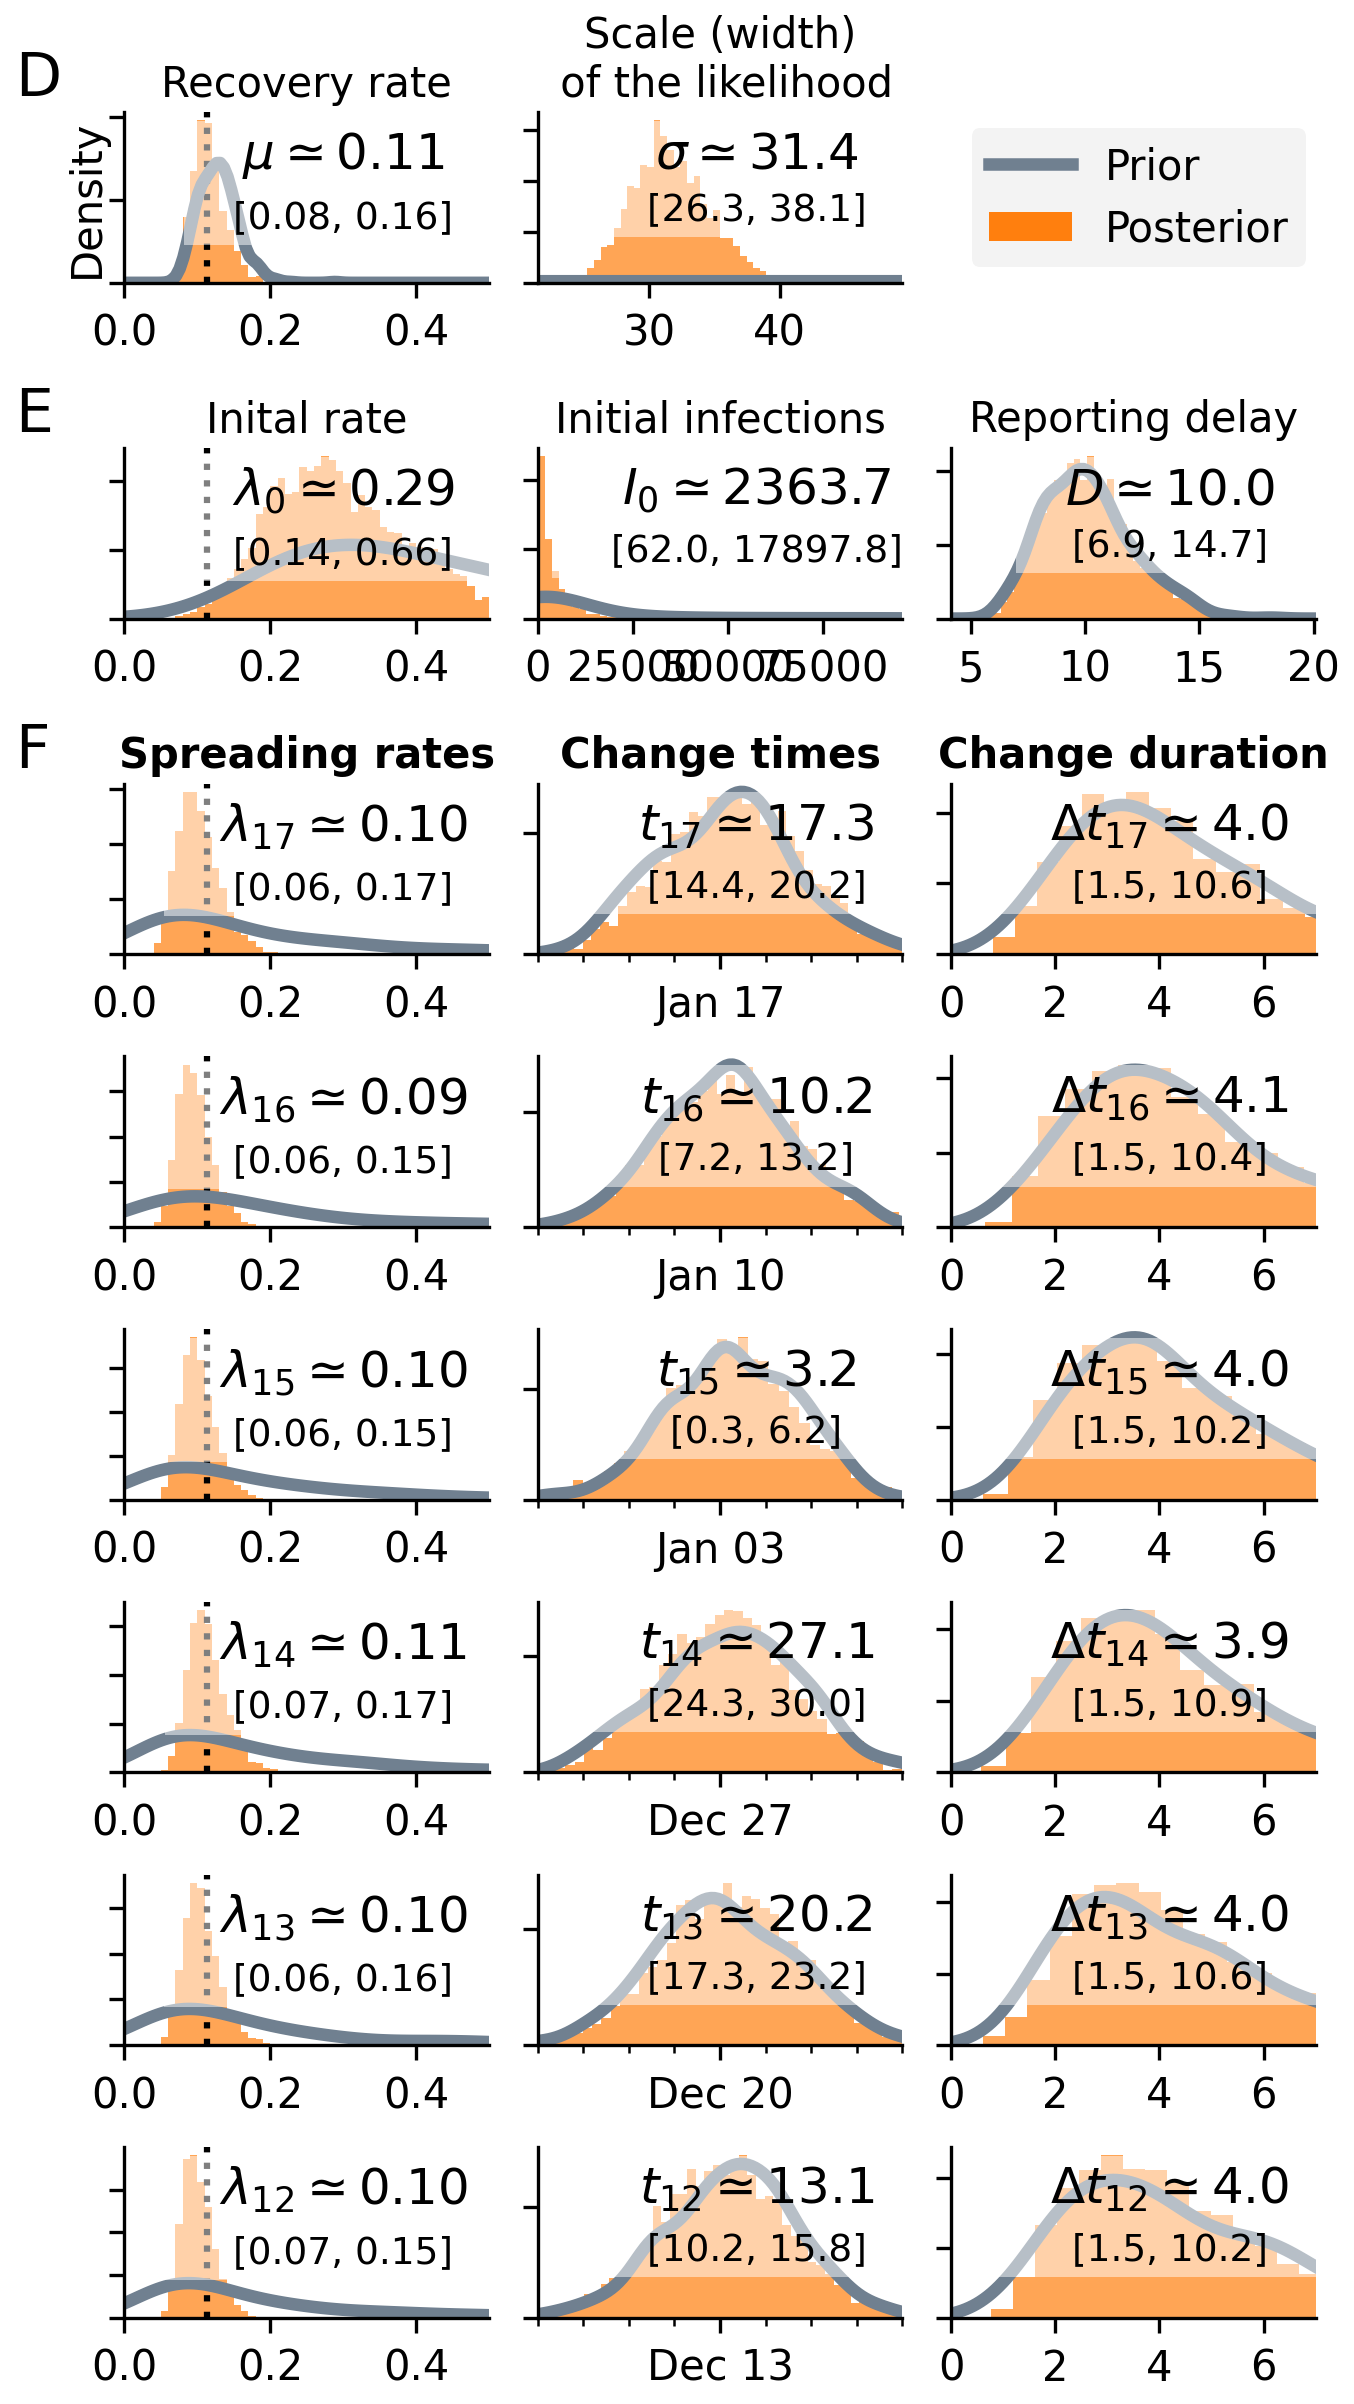 D
Recovery rate
Scale (width)
of the likelihood
Density
μ ≃ 0.11
[0.08, 0.16]
0.0 0.2 0.4
σ ≃ 31.4
[26.3, 38.1]
30 40
Prior
Posterior
E
Inital rate
λ0 ≃ 0.29
[0.14, 0.66]
0.0 0.2 0.4
Initial infections
I0 ≃ 2363.7
[62.0, 17897.8]
0 25000 50000 75000
Reporting delay
D ≃ 10.0
[6.9, 14.7]
5 10 15 20
F
Spreading rates
Change times
Change duration
λ17 ≃ 0.10
[0.06, 0.17]
0.0 0.2 0.4
t17 ≃ 17.3
[14.4, 20.2]
Jan 17
Δt17 ≃ 4.0
[1.5, 10.6]
0 2 4 6
λ16 ≃ 0.09
[0.06, 0.15]
0.0 0.2 0.4
t16 ≃ 10.2
[7.2, 13.2]
Jan 10
Δt16 ≃ 4.1
[1.5, 10.4]
0 2 4 6
λ15 ≃ 0.10
[0.06, 0.15]
0.0 0.2 0.4
t15 ≃ 3.2
[0.3, 6.2]
Jan 03
Δt15 ≃ 4.0
[1.5, 10.2]
0 2 4 6
λ14 ≃ 0.11
[0.07, 0.17]
0.0 0.2 0.4
t14 ≃ 27.1
[24.3, 30.0]
Dec 27
Δt14 ≃ 3.9
[1.5, 10.9]
0 2 4 6
λ13 ≃ 0.10
[0.06, 0.16]
0.0 0.2 0.4
t13 ≃ 20.2
[17.3, 23.2]
Dec 20
Δt13 ≃ 4.0
[1.5, 10.6]
0 2 4 6
λ12 ≃ 0.10
[0.07, 0.15]
0.0 0.2 0.4
t12 ≃ 13.1
[10.2, 15.8]
Dec 13
Δt12 ≃ 4.0
[1.5, 10.2]
0 2 4 6